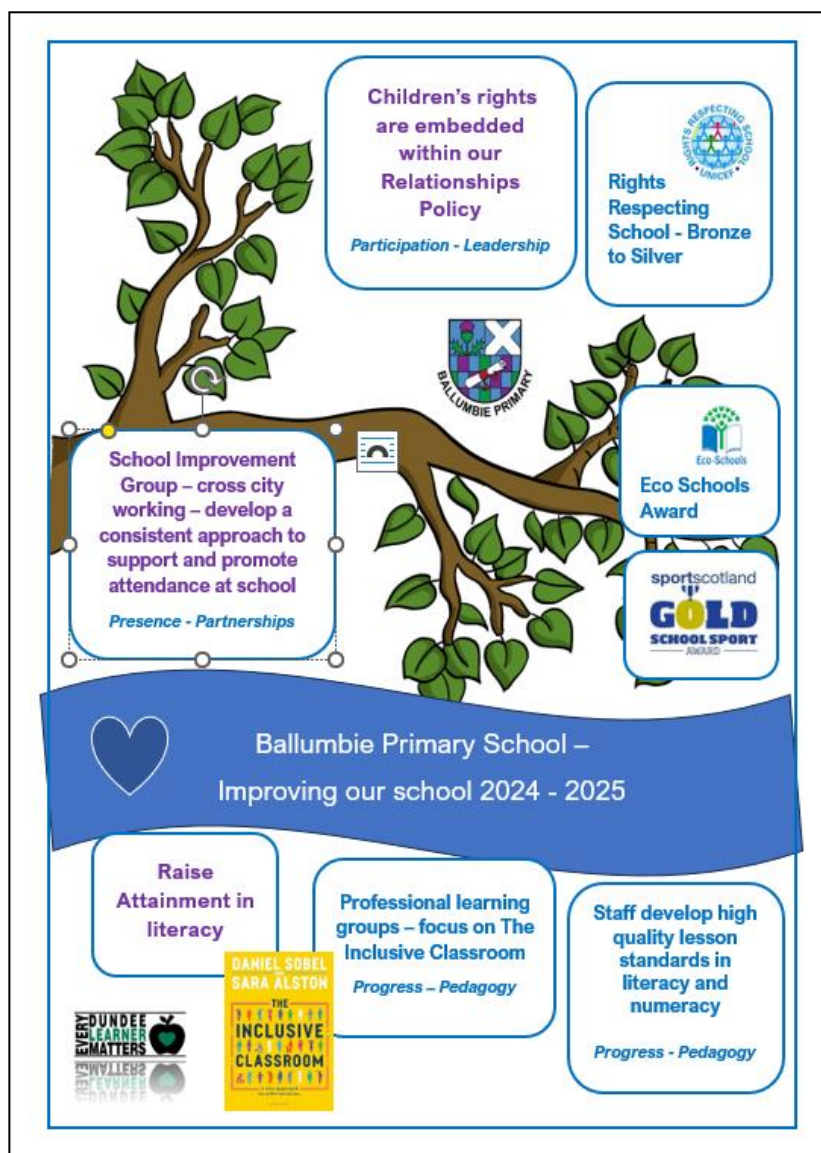 Children's rights
are embedded
within our
Relationships
Policy
Participation - Leadership
RIGHTS RESPECTING SCHOOL · UNICEF ·
Rights
Respecting
School - Bronze
to Silver
BALLUMBIE PRIMARY
School Improvement
Group – cross city
working – develop a
consistent approach to
support and promote
attendance at school
Presence - Partnerships
Eco-Schools
Eco Schools
Award
sportscotland
GOLD
SCHOOL SPORT
AWARD
Ballumbie Primary School –
Improving our school 2024 - 2025
Raise
Attainment in
literacy
Professional learning
groups – focus on The
Inclusive Classroom
Progress – Pedagogy
Staff develop high
quality lesson
standards in
literacy and
numeracy
Progress - Pedagogy
EVERY
DUNDEE
LEARNER
MATTERS
DANIEL SOBEL
SARA ALSTON
THE
INCLUSIVE
CLASSROOM